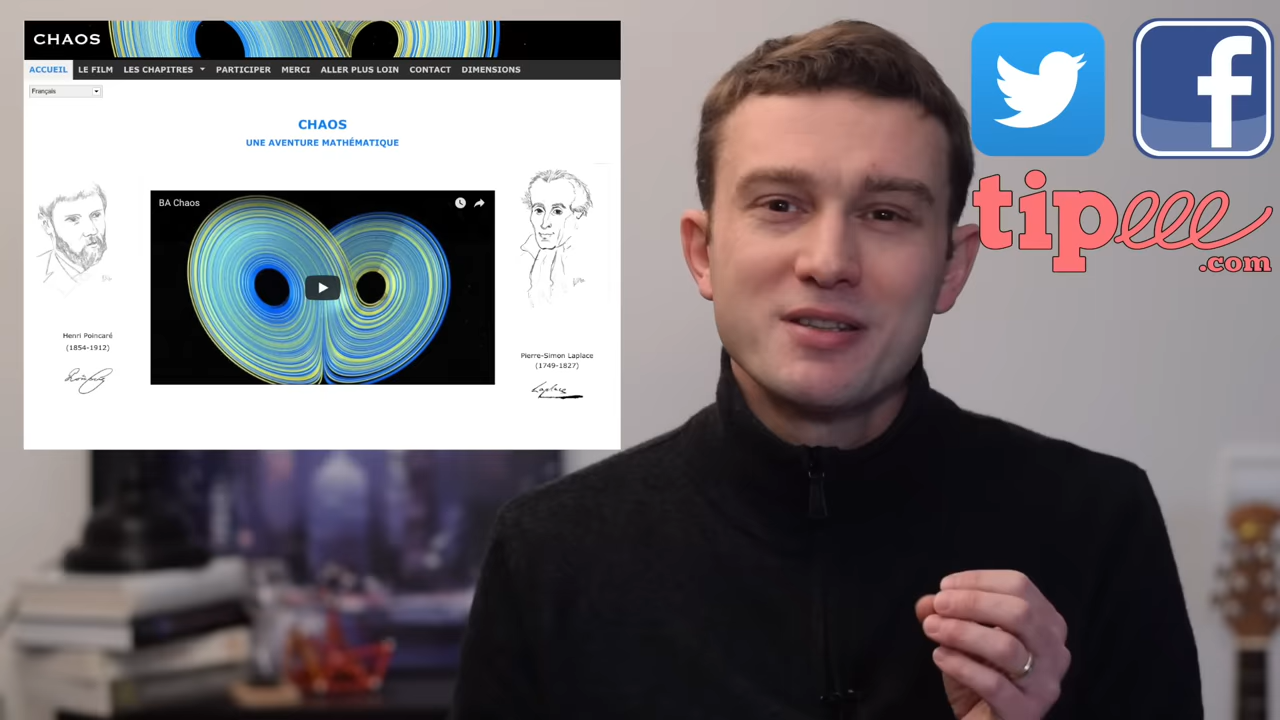 CHAOS
ACCUEIL LE FILM LES CHAPITRES PARTICIPER MERCI ALLER PLUS LOIN CONTACT DIMENSIONS
Français
CHAOS
UNE AVENTURE MATHÉMATIQUE
BA Chaos
Henri Poincaré
(1854-1912)
Pierre-Simon Laplace
(1749-1827)
Laplace
f
tipeee
.com